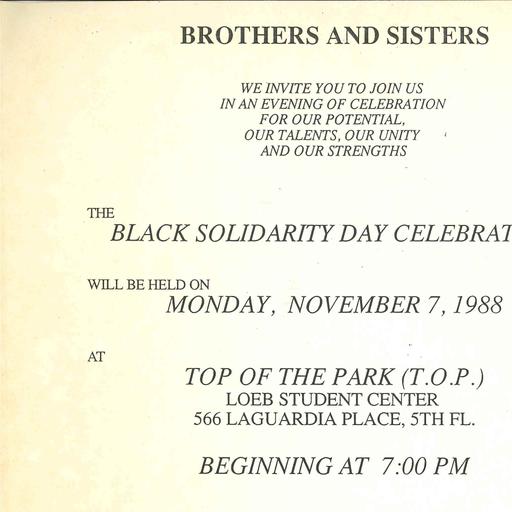 BROTHERS AND SISTERS
WE INVITE YOU TO JOIN US
IN AN EVENING OF CELEBRATION
FOR OUR POTENTIAL,
OUR TALENTS, OUR UNITY
AND OUR STRENGTHS
THE
BLACK SOLIDARITY DAY CELEBRAT
WILL BE HELD ON
MONDAY, NOVEMBER 7, 1988
AT
TOP OF THE PARK (T.O.P.)
LOEB STUDENT CENTER
566 LAGUARDIA PLACE, 5TH FL.
BEGINNING AT 7:00 PM